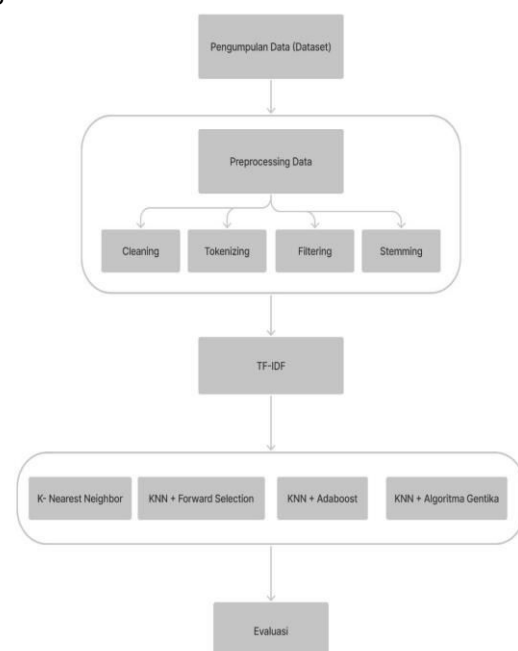 Pengumpulan Data (Dataset)
Preprocessing Data
Cleaning
Tokenizing
Filtering
Stemming
TF-IDF
K- Nearest Neighbor
KNN + Forward Selection
KNN + Adaboost
KNN + Algoritma Gentika
Evaluasi